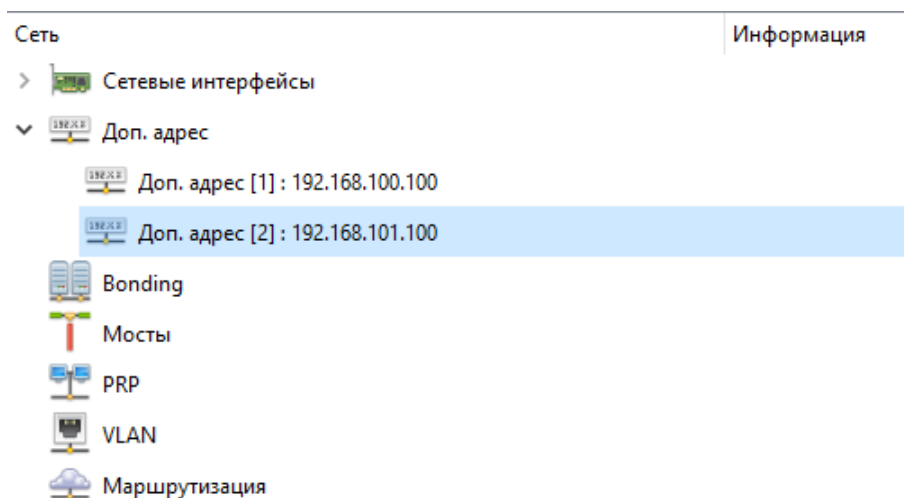 Сеть Информация
Сетевые интерфейсы
Доп. адрес
Доп. адрес [1] : 192.168.100.100
Доп. адрес [2] : 192.168.101.100
Bonding
Мосты
PRP
VLAN
Маршрутизация